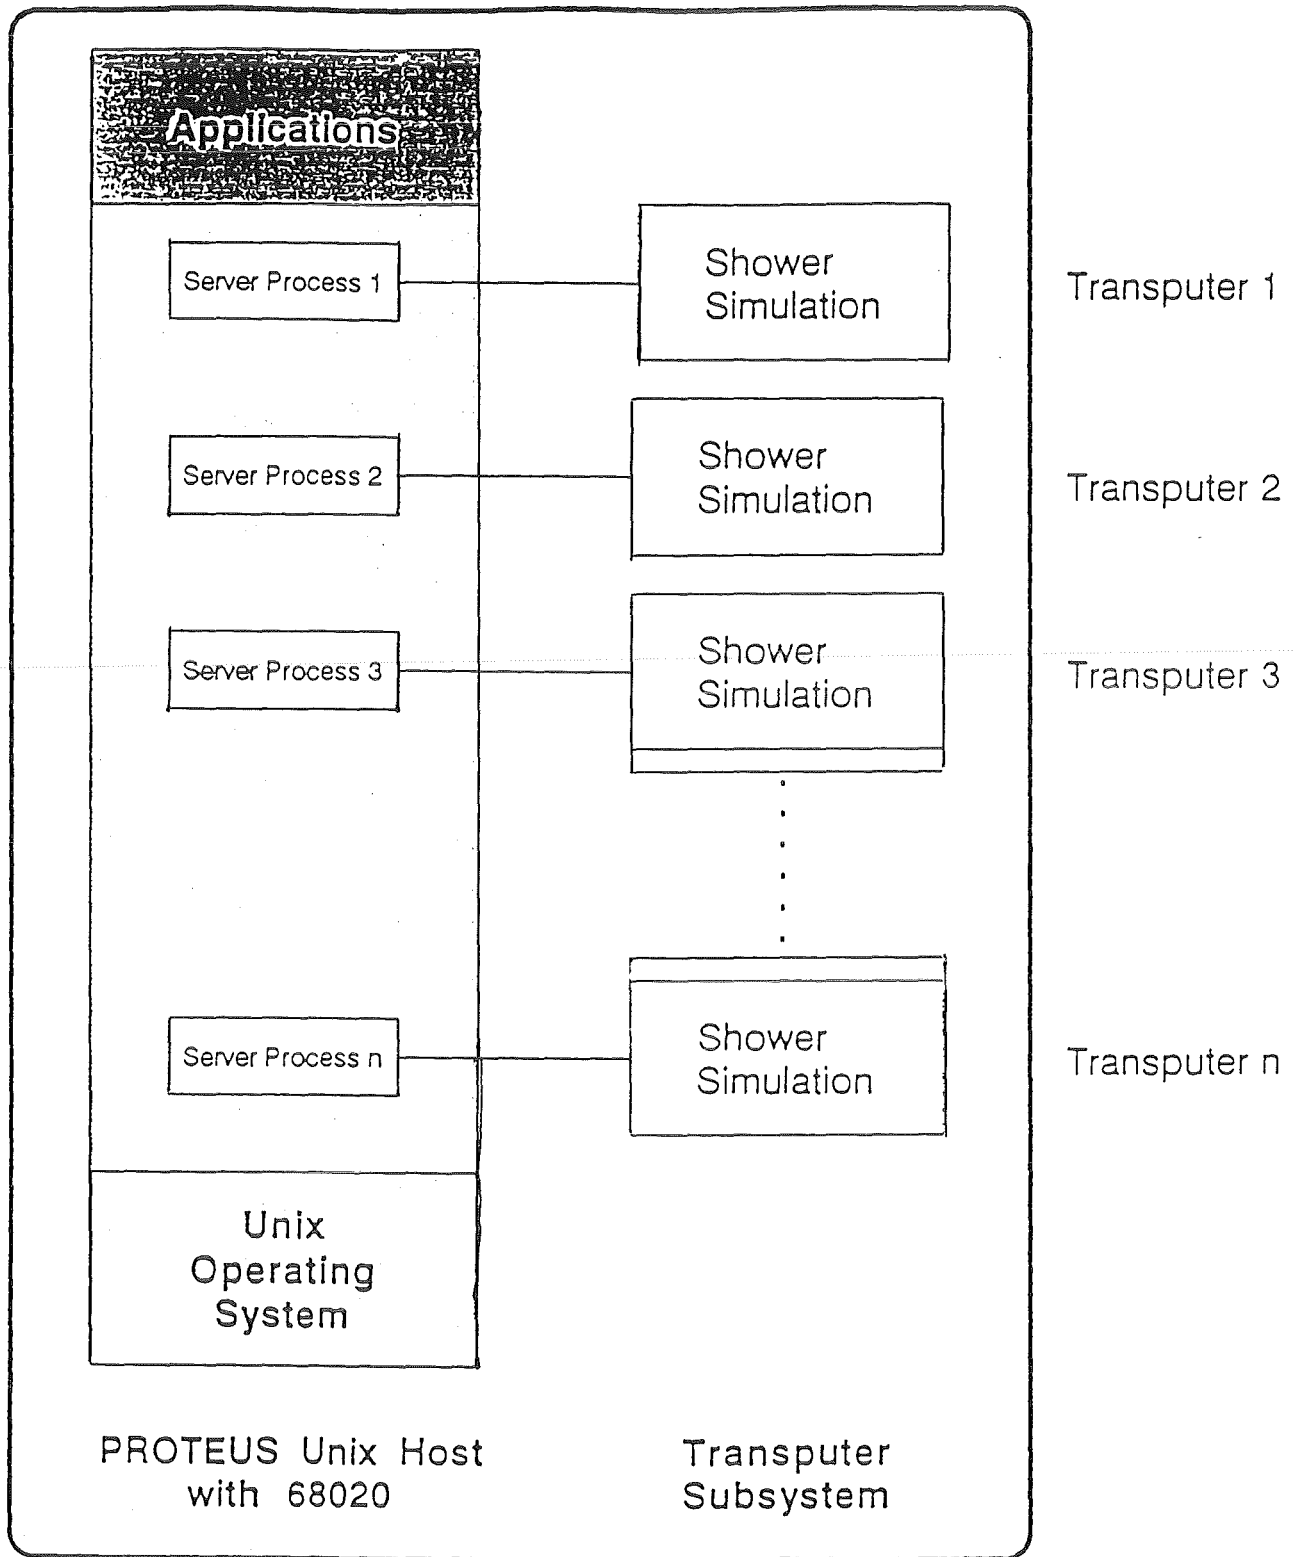 Applications
Server Process 1
Shower
Simulation
Transputer 1
Server Process 2
Shower
Simulation
Transputer 2
Server Process 3
Shower
Simulation
Transputer 3
Server Process n
Shower
Simulation
Transputer n
Unix
Operating
System
PROTEUS Unix Host
with 68020
Transputer
Subsystem